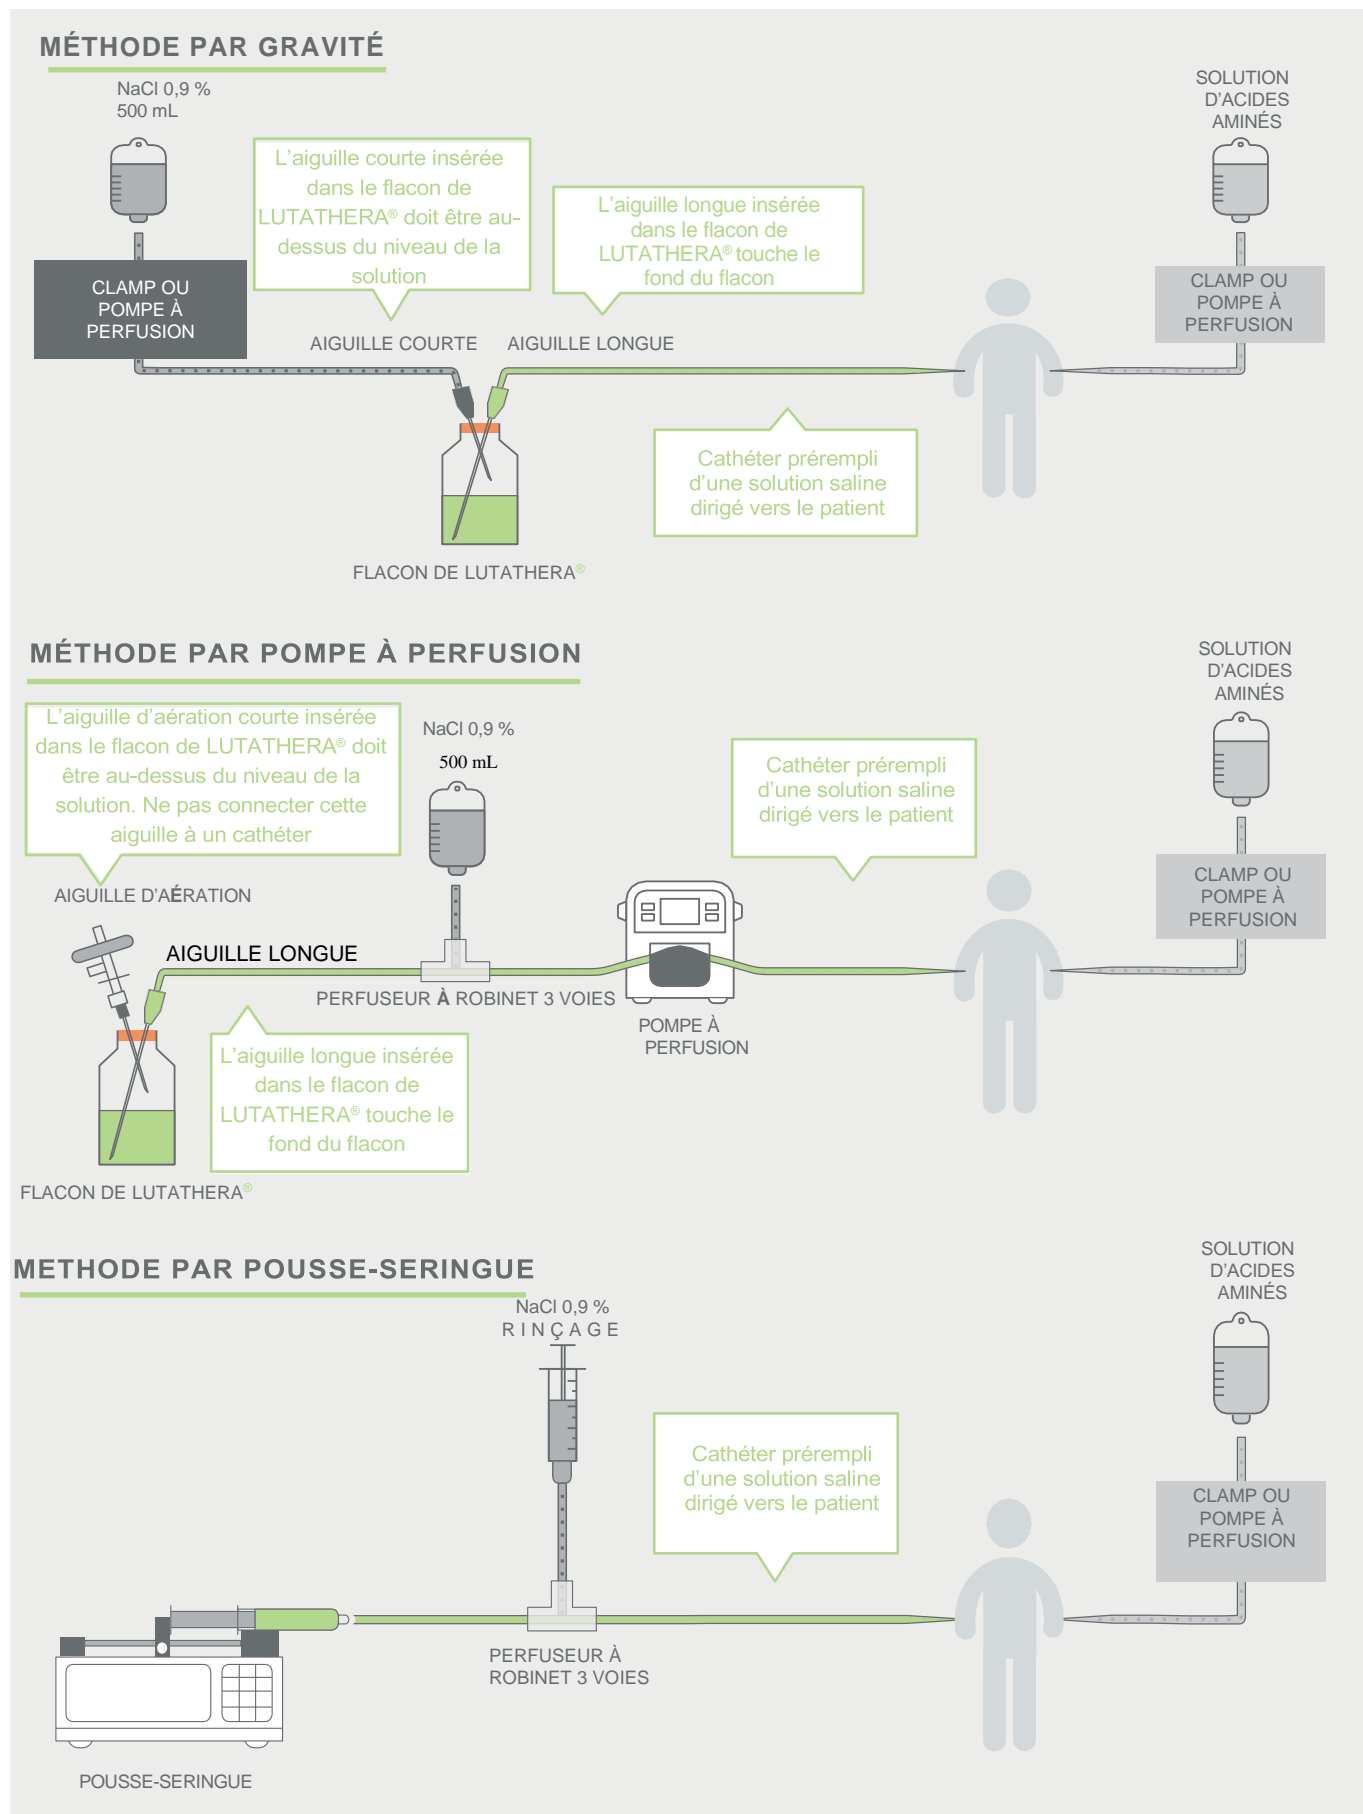 MÉTHODE PAR GRAVITÉ
NaCl 0,9 %
500 mL
SOLUTION
D'ACIDES
AMINÉS
L'aiguille courte insérée
dans le flacon de
LUTATHERA® doit être au-
dessus du niveau de la
solution
L'aiguille longue insérée
dans le flacon de
LUTATHERA® touche le
fond du flacon
CLAMP OU
POMPE À
PERFUSION
CLAMP OU
POMPE À
PERFUSION
AIGUILLE COURTE
AIGUILLE LONGUE
Cathéter prérempli
d'une solution saline
dirigé vers le patient
FLACON DE LUTATHERA®
MÉTHODE PAR POMPE À PERFUSION
SOLUTION
D'ACIDES
AMINÉS
L'aiguille d'aération courte insérée
dans le flacon de LUTATHERA® doit
être au-dessus du niveau de la
solution. Ne pas connecter cette
aiguille à un cathéter
NaCl 0,9 %
500 mL
Cathéter prérempli
d'une solution saline
dirigé vers le patient
CLAMP OU
POMPE À
PERFUSION
AIGUILLE D'AÉRATION
AIGUILLE LONGUE
PERFUSEUR À ROBINET 3 VOIES
POMPE À
PERFUSION
L'aiguille longue insérée
dans le flacon de
LUTATHERA® touche le
fond du flacon
FLACON DE LUTATHERA®
METHODE PAR POUSSE-SERINGUE
SOLUTION
D'ACIDES
AMINÉS
NaCl 0,9 %
RINÇAGE
Cathéter prérempli
d'une solution saline
dirigé vers le patient
CLAMP OU
POMPE À
PERFUSION
PERFUSEUR À
ROBINET 3 VOIES
POUSSE-SERINGUE